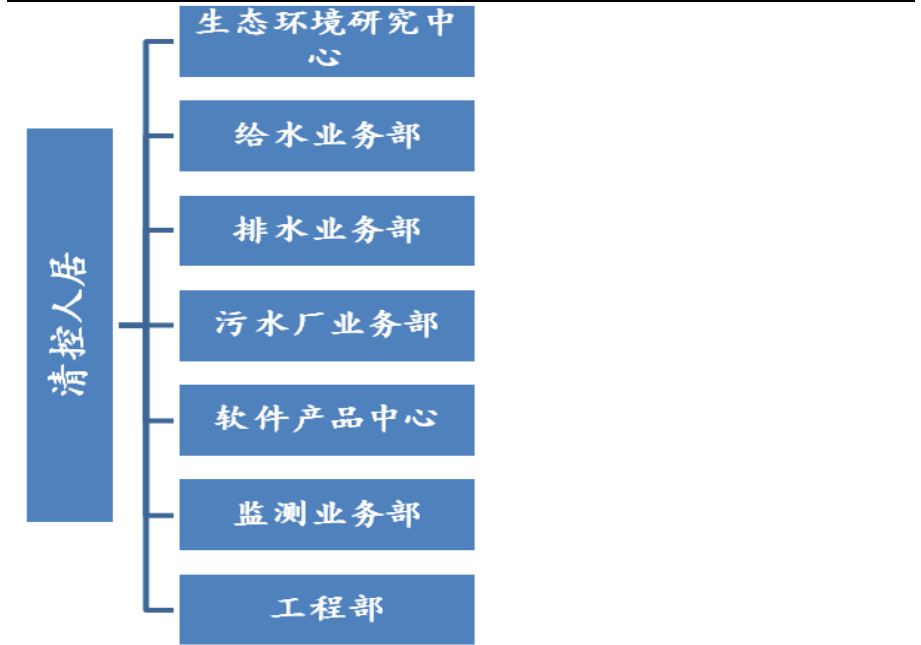 清控人居
生态环境研究中
心
给水业务部
排水业务部
污水厂业务部
软件产品中心
监测业务部
工程部